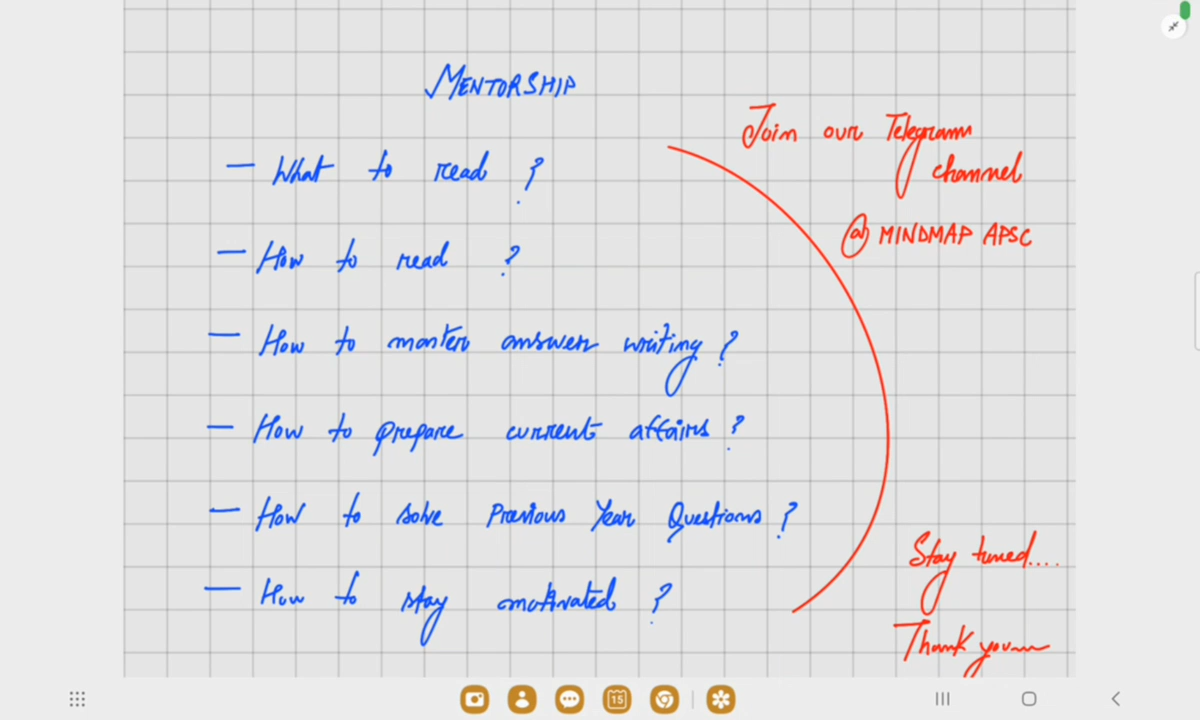 MENTORSHIP
— What to read ?
— How to read ?
— How to master answer writing ?
— How to prepare current affairs ?
— How to solve Previous Year Questions ?
— How to stay motivated ?
Join our Telegram
channel
@ MINDMAP APSC
Stay tuned....
Thank you
15